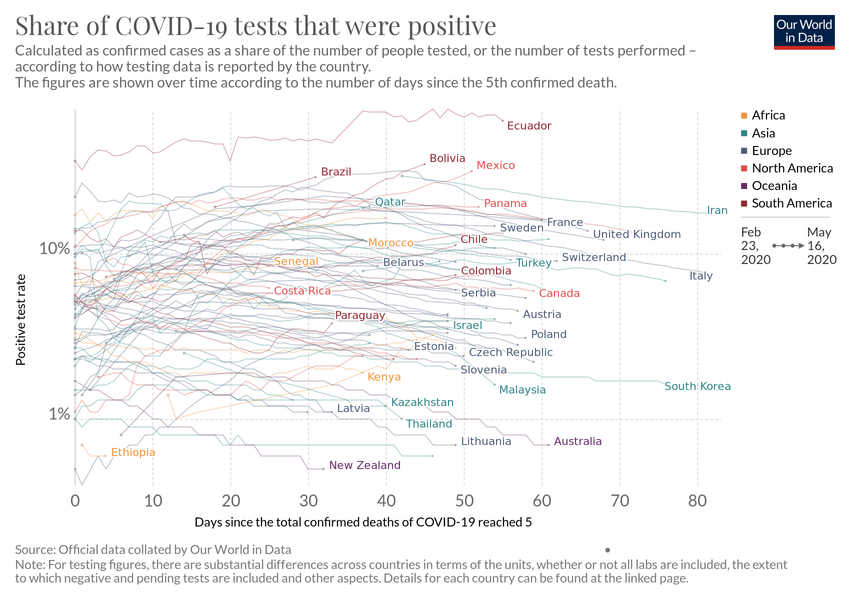 Share of COVID-19 tests that were positive
Our World
in Data
Calculated as confirmed cases as a share of the number of people tested, or the number of tests performed –
according to how testing data is reported by the country.
The figures are shown over time according to the number of days since the 5th confirmed death.
Africa
Asia
Europe
North America
Oceania
South America
Feb
23,
2020
May
16,
2020
Positive test rate
10%
1%
Ecuador
Bolivia
Mexico
Brazil
Qatar
Panama
Iran
France
Sweden
United Kingdom
Chile
Morocco
Switzerland
Senegal
Belarus
Turkey
Colombia
Italy
Costa Rica
Serbia
Canada
Paraguay
Austria
Israel
Poland
Estonia
Czech Republic
Slovenia
Kenya
South Korea
Malaysia
Kazakhstan
Latvia
Thailand
Lithuania
Australia
Ethiopia
New Zealand
0
10
20
30
40
50
60
70
80
Days since the total confirmed deaths of COVID-19 reached 5
Source: Official data collated by Our World in Data
Note: For testing figures, there are substantial differences across countries in terms of the units, whether or not all labs are included, the extent
to which negative and pending tests are included and other aspects. Details for each country can be found at the linked page.